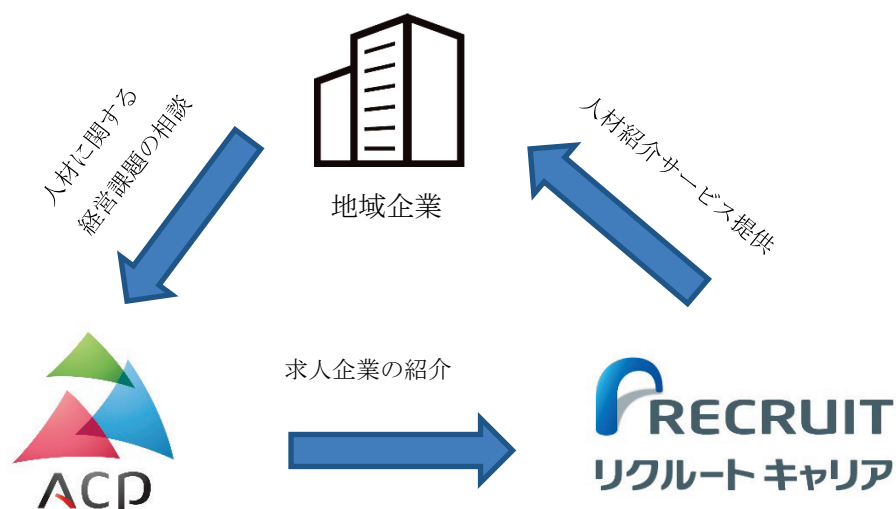 人材に関する
経営課題の相談
地域企業
人材紹介サービス提供
求人企業の紹介
ACP
RECRUIT
リクルート キャリア